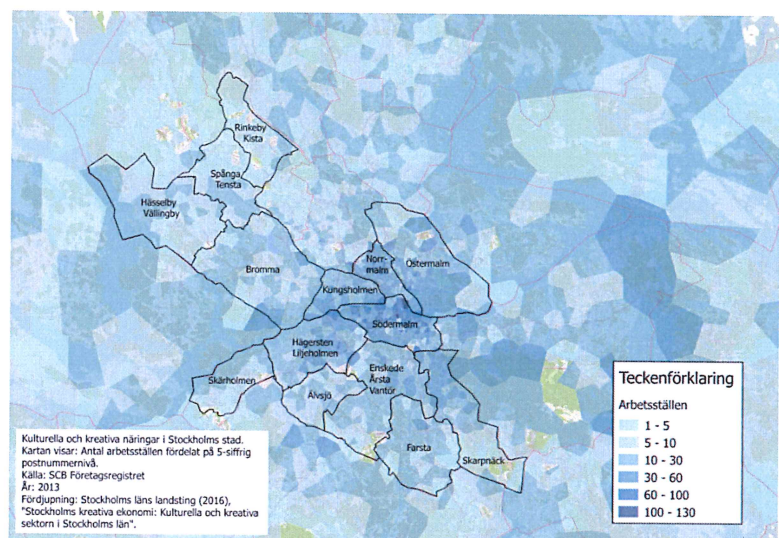 Rinkeby
Kista
Spånga
Tensta
Hässelby
Vällingby
Bromma
Norr-
malm
Östermalm
Kungsholmen
Södermalm
Hägersten
Liljeholmen
Enskede
Årsta
Vantör
Skärholmen
Älvsjö
Farsta
Skarpnäck
Teckenförklaring
Arbetsställen
1 - 5
5 - 10
10 - 30
30 - 60
60 - 100
100 - 130
Kulturella och kreativa näringar i Stockholms stad.
Kartan visar: Antal arbetsställen fördelat på 5-siffrig
postnummernivå.
Källa: SCB Företagsregistret
År: 2013
Fördjupning: Stockholms läns landsting (2016),
"Stockholms kreativa ekonomi: Kulturella och kreativa
sektorn i Stockholms län".